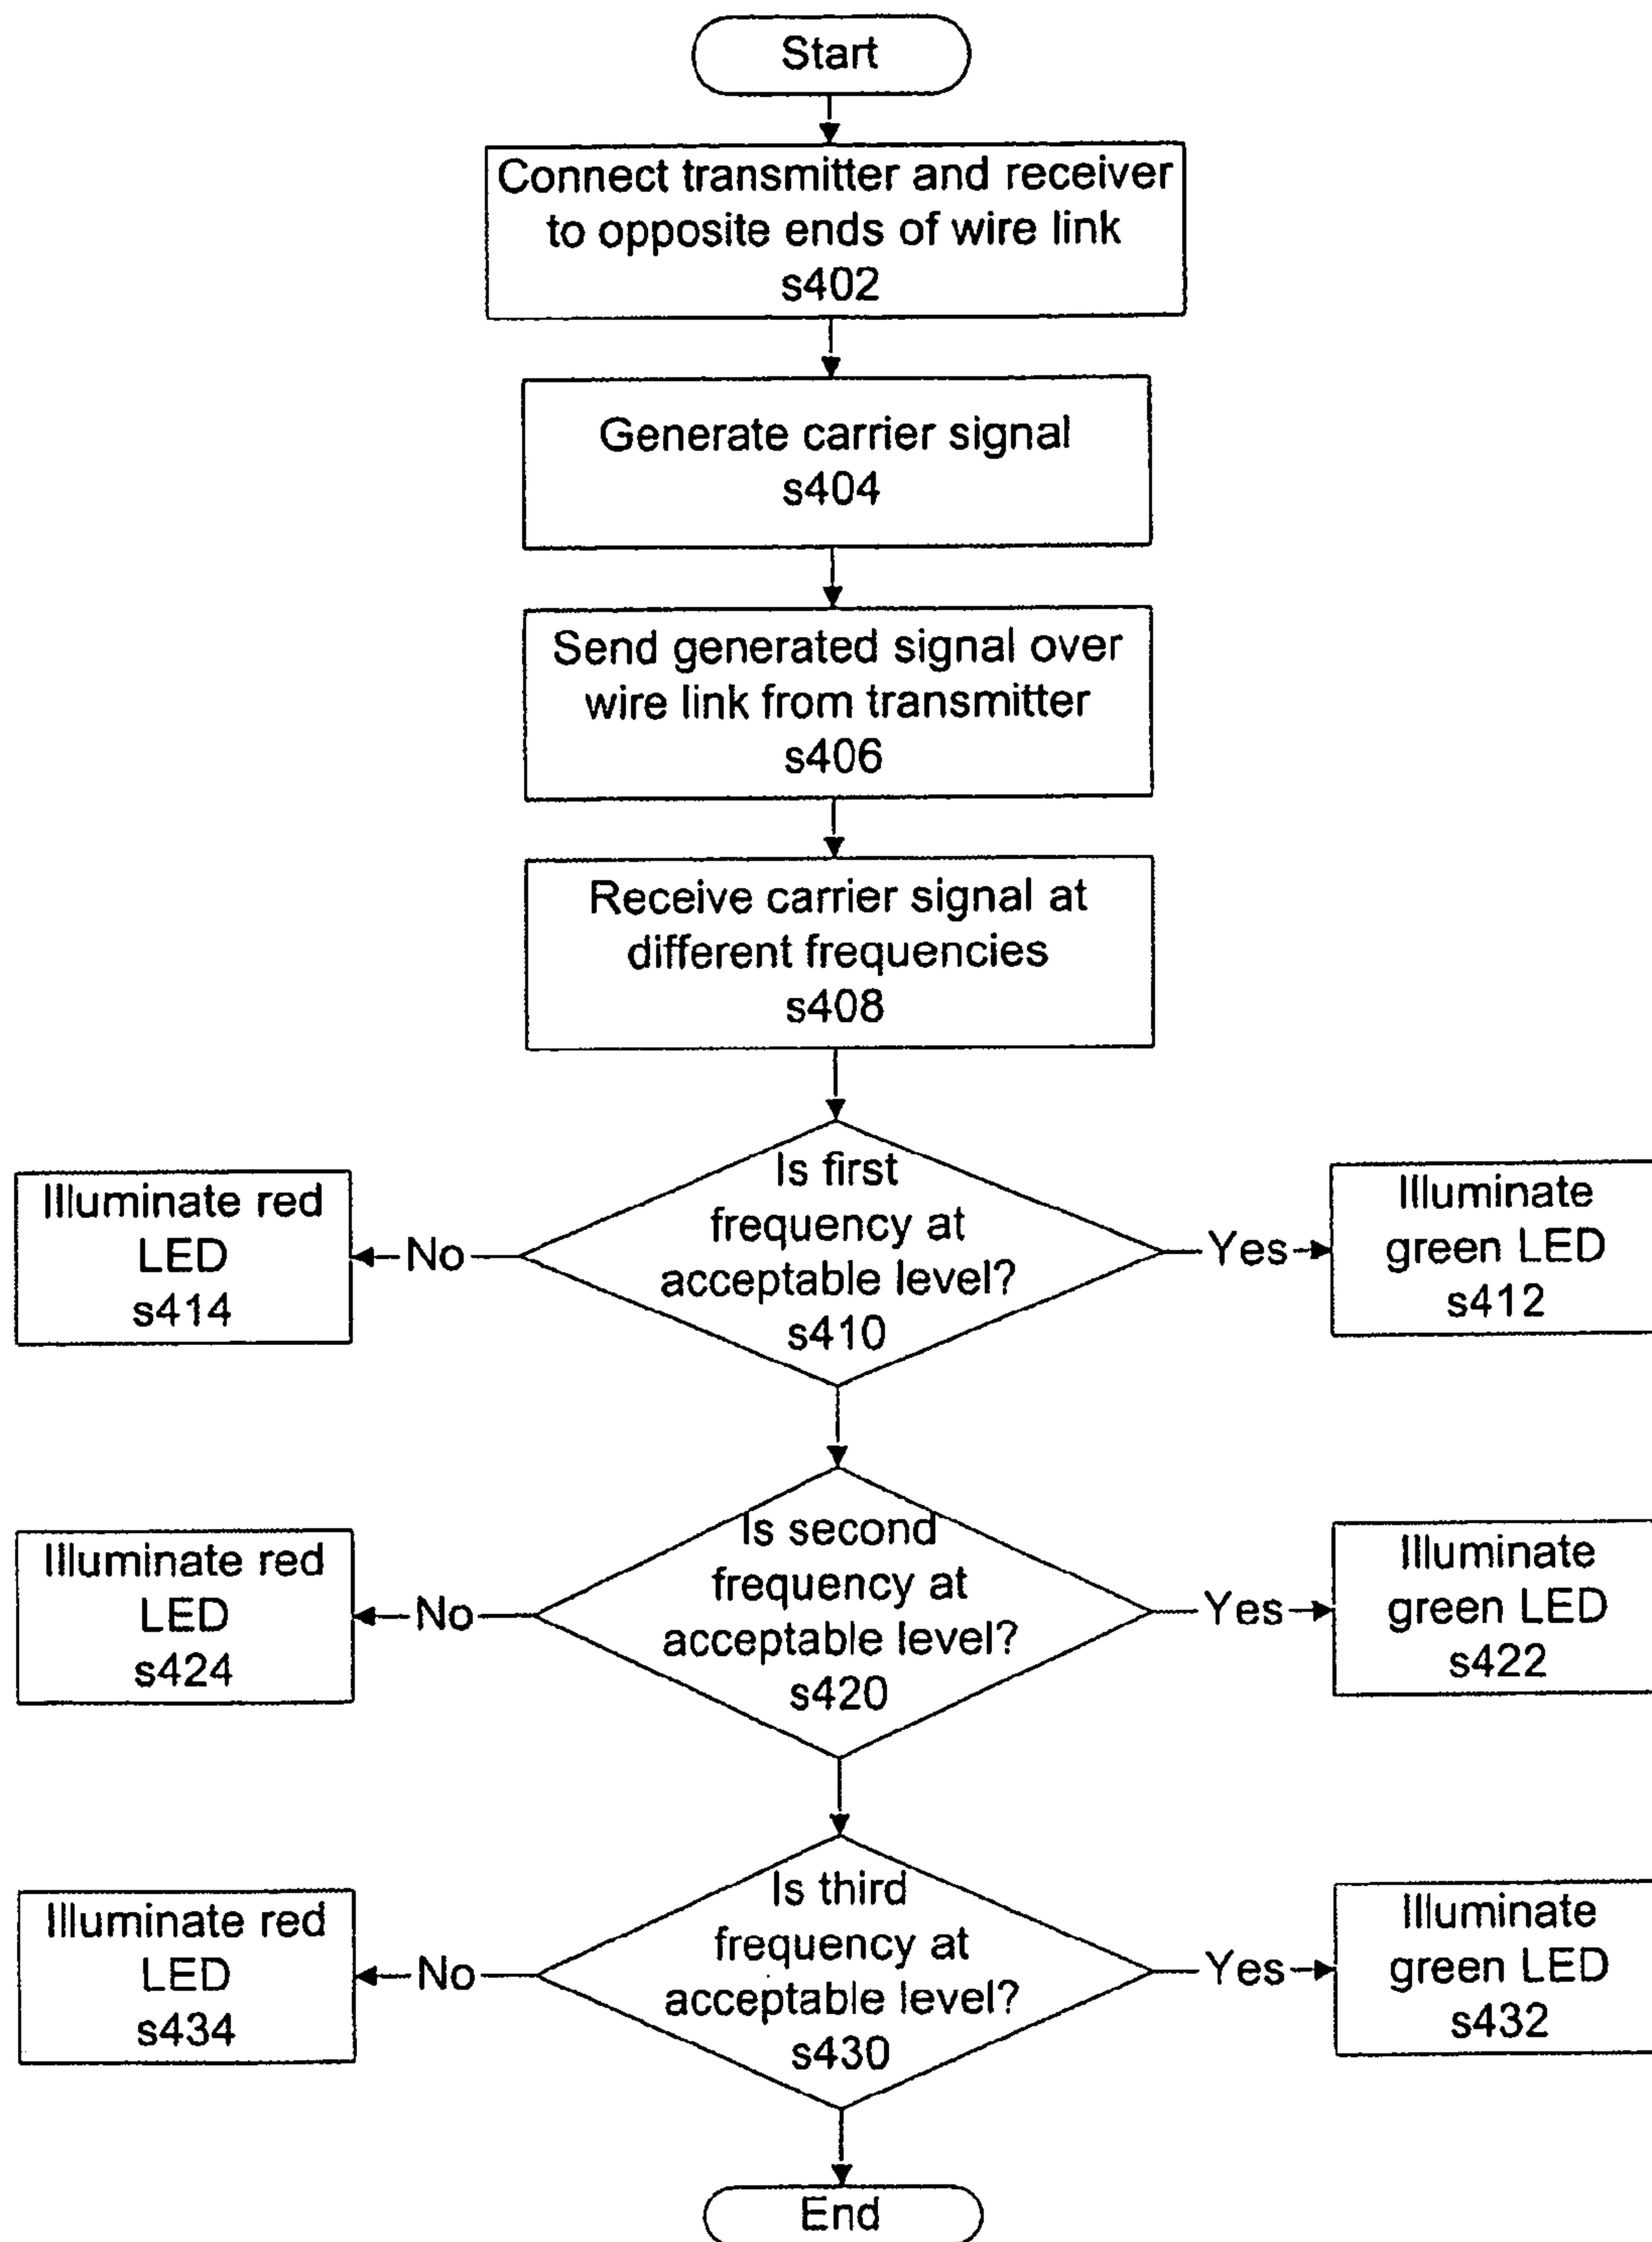 Start
Connect transmitter and receiver
to opposite ends of wire link
s402
Generate carrier signal
s404
Send generated signal over
wire link from transmitter
s406
Receive carrier signal at
different frequencies
s408
Is first
frequency at
acceptable level?
s410
No
Illuminate red
LED
s414
Yes
Illuminate
green LED
s412
Is second
frequency at
acceptable level?
s420
No
Illuminate red
LED
s424
Yes
Illuminate
green LED
s422
Is third
frequency at
acceptable level?
s430
No
Illuminate red
LED
s434
Yes
Illuminate
green LED
s432
End